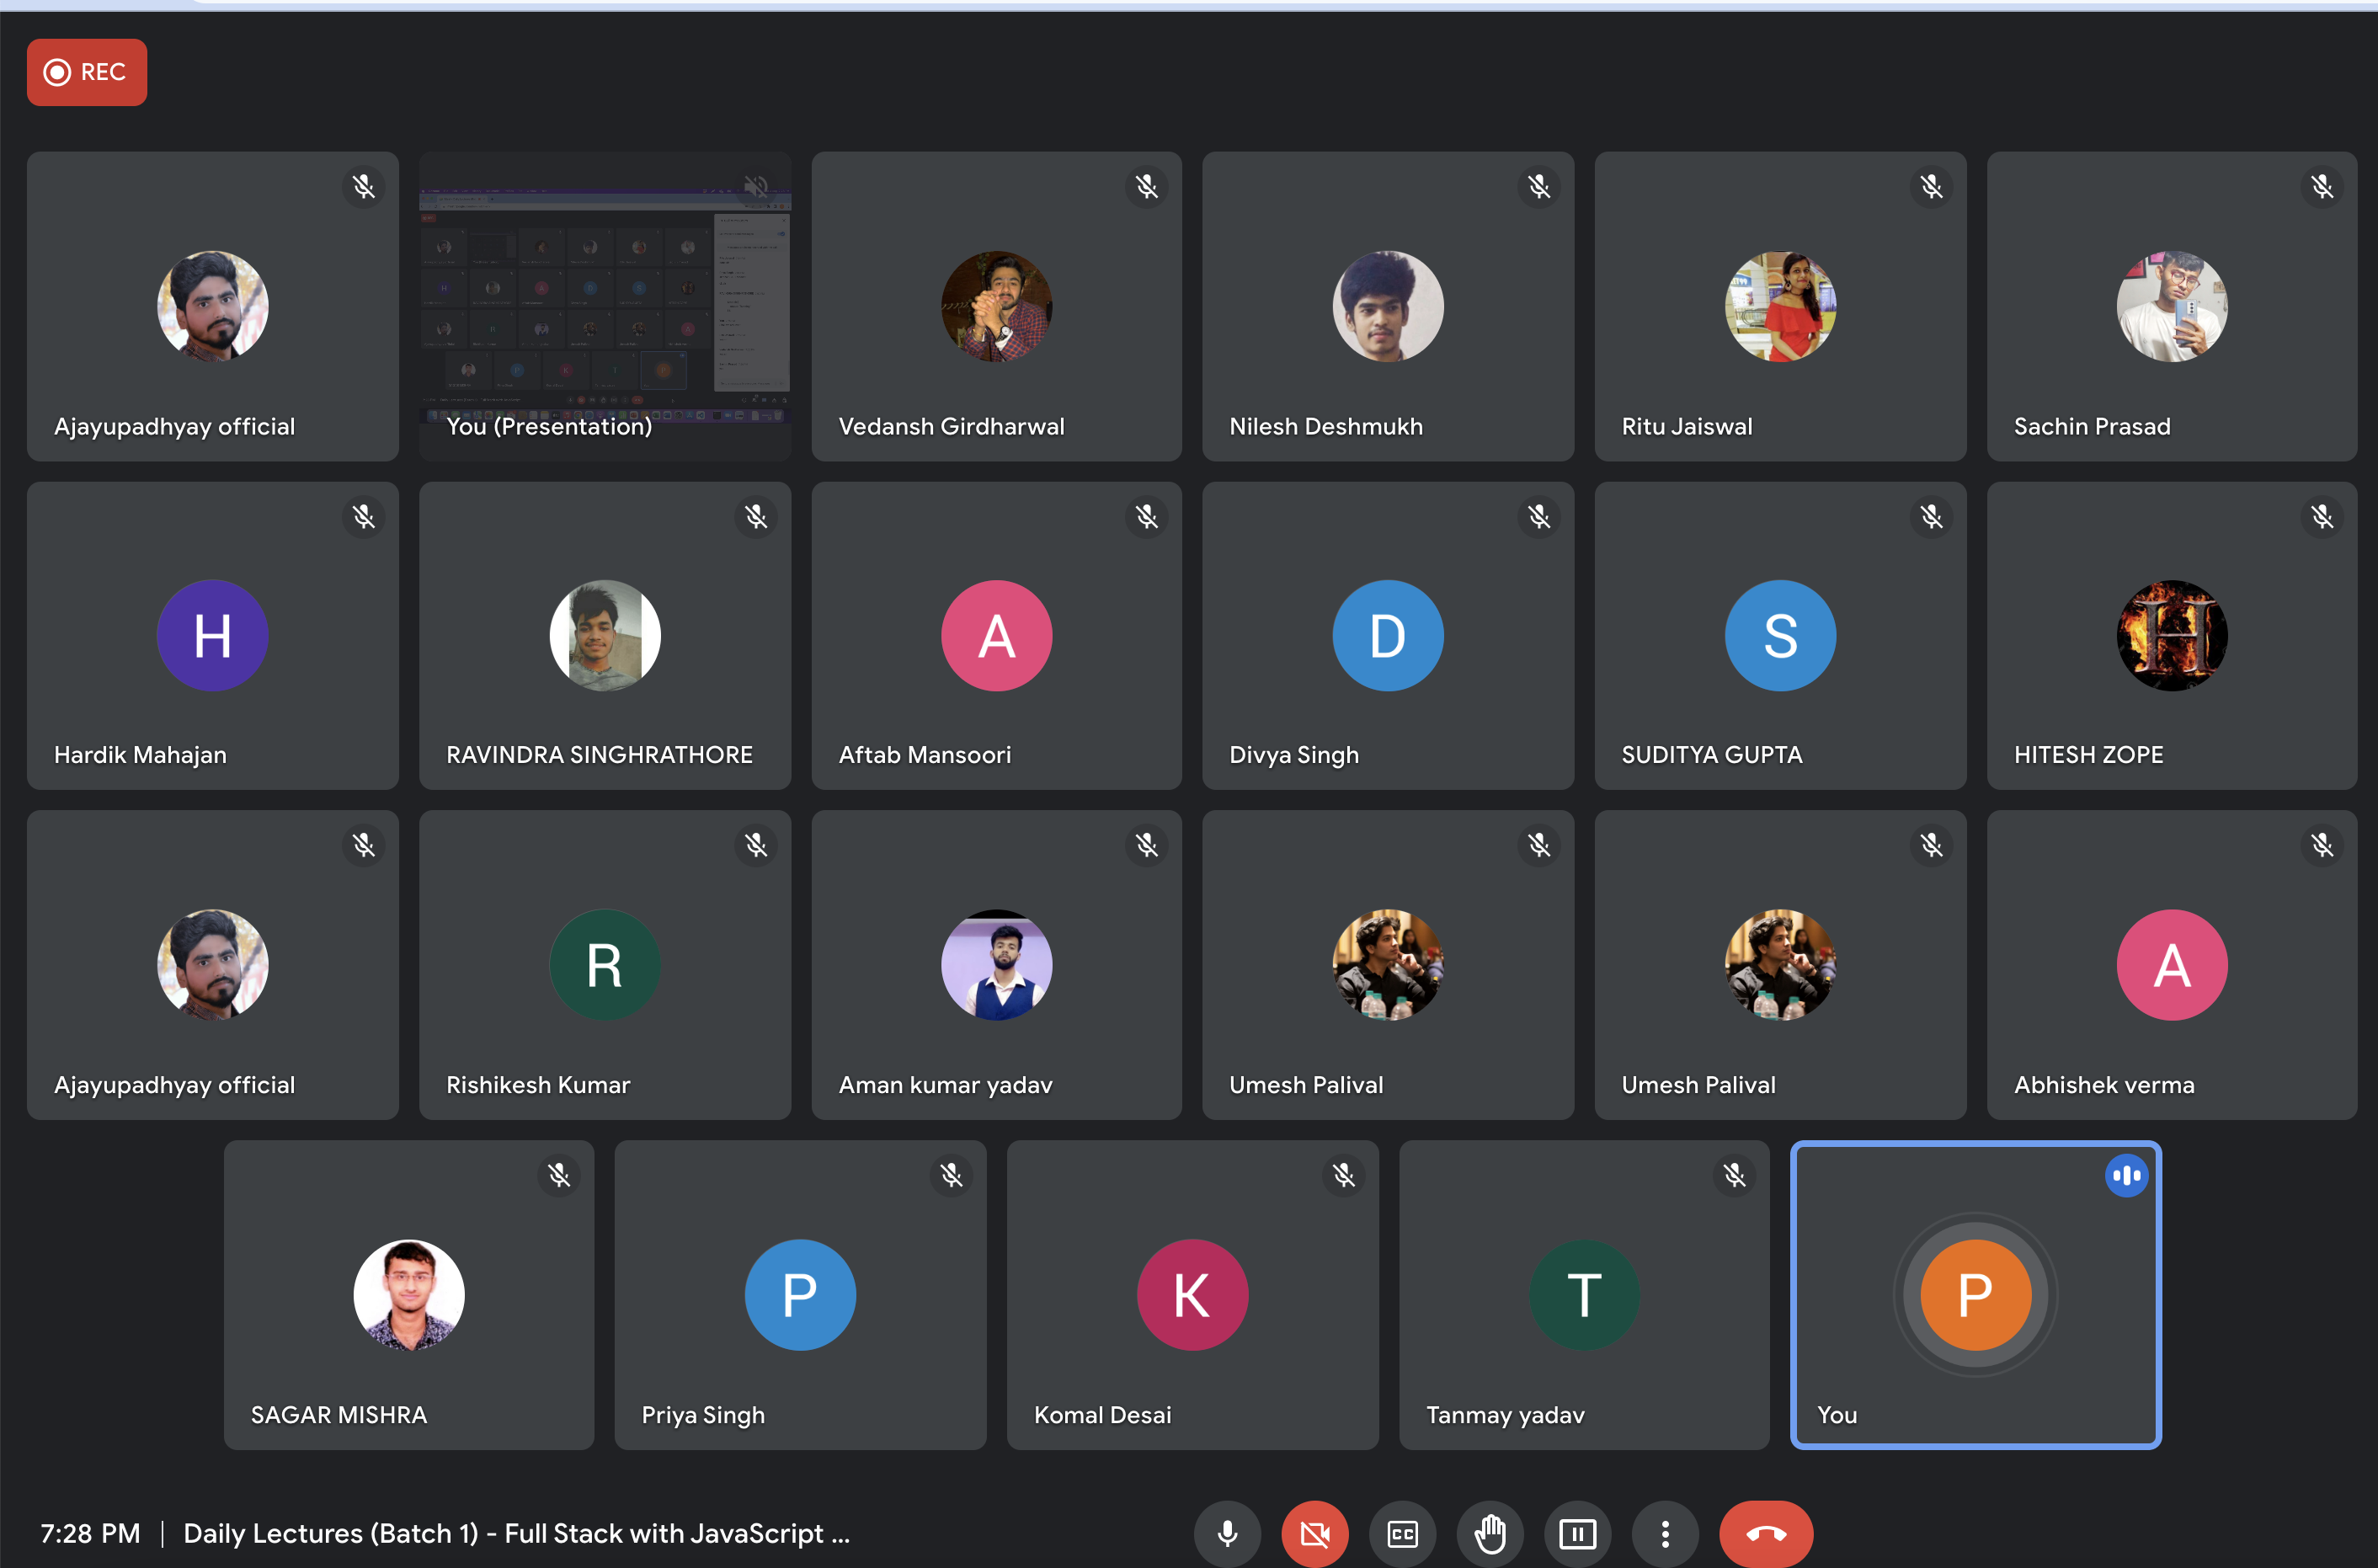 REC
Ajayupadhyay official
You (Presentation)
Vedansh Girdharwal
Nilesh Deshmukh
Ritu Jaiswal
Sachin Prasad
H
Hardik Mahajan
RAVINDRA SINGHRATHORE
A
Aftab Mansoori
D
Divya Singh
S
SUDITYA GUPTA
H
HITESH ZOPE
Ajayupadhyay official
R
Rishikesh Kumar
Aman kumar yadav
Umesh Palival
Umesh Palival
A
Abhishek verma
SAGAR MISHRA
P
Priya Singh
K
Komal Desai
T
Tanmay yadav
P
You
7:28 PM | Daily Lectures (Batch 1) - Full Stack with JavaScript ...
CC